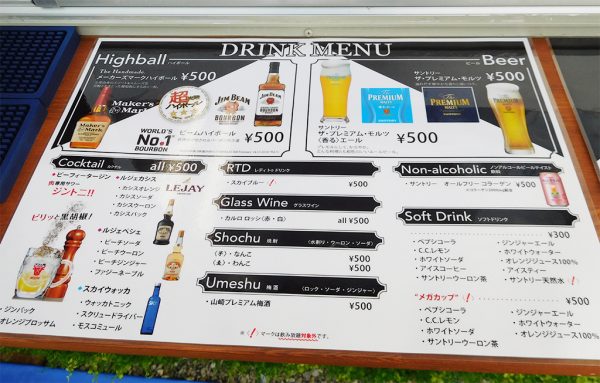 DRINK MENU
Highball ハイボール
The Handmade
メーカーズマークハイボール ¥500
Maker's Mark
超
ハイボール
JIM BEAM
BOURBON
WORLD'S
No.1
BOURBON
ビームハイボール ¥500
Beer
ビール
サントリー
ザ・プレミアム・モルツ ¥500
PREMIUM
MALT'S
PREMIUM
サントリー
ザ・プレミアム・モルツ
〈香る〉エール ¥500
Cocktail カクテル all ¥500
・ビーフィータージン
肉専用サワー
ジントニ!!
ピリッと黒胡椒!
・ジンバック
・オレンジブロッサム
・ルジェカシス
・カシスオレンジ
・カシスソーダ
・カシスウーロン
・カシスバック
LEJAY
・ルジェペシェ
・ピーチソーダ
・ピーチウーロン
・ピーチジンジャー
・ファジーネーブル
・スカイウォッカ
・ウォッカトニック
・スクリュードライバー
・モスコミュール
RTD レディトゥドリンク
・スカイブルー (!) ¥500
Glass Wine グラスワイン
・カルロ ロッシ(赤・白) all ¥500
Shochu 焼酎 (水割り・ウーロン・ソーダ)
(芋)・なんこ ¥500
(麦)・わんこ ¥500
Umeshu 梅酒 (ロック・ソーダ・ジンジャー)
・山崎プレミアム梅酒 ¥500
※(!)マークは飲み放題対象外です。
Non-alcoholic ノンアルコールビールテイスト飲料
・サントリー オールフリー コラーゲン ¥500
Soft Drink ソフトドリンク
¥300
・ペプシコーラ
・C.C.レモン
・ホワイトソーダ
・アイスコーヒー
・サントリーウーロン茶
・ジンジャーエール
・ホワイトウォーター
・オレンジジュース100%
・アイスティー
・サントリー天然水 (!)
"メガカップ" (!) ¥500
・ペプシコーラ
・C.C.レモン
・ホワイトソーダ
・サントリーウーロン茶
・ジンジャーエール
・ホワイトウォーター
・オレンジジュース100%